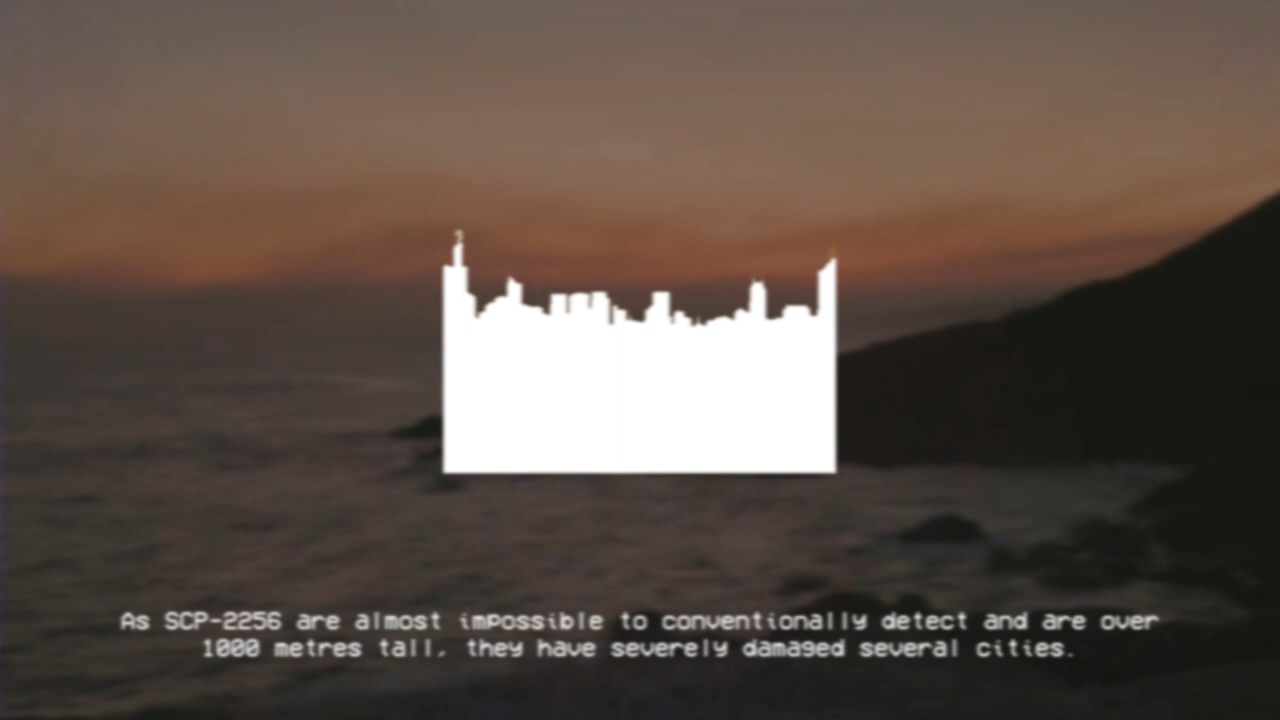 As SCP-2256 are almost impossible to conventionally detect and are over
1000 metres tall, they have severely damaged several cities.